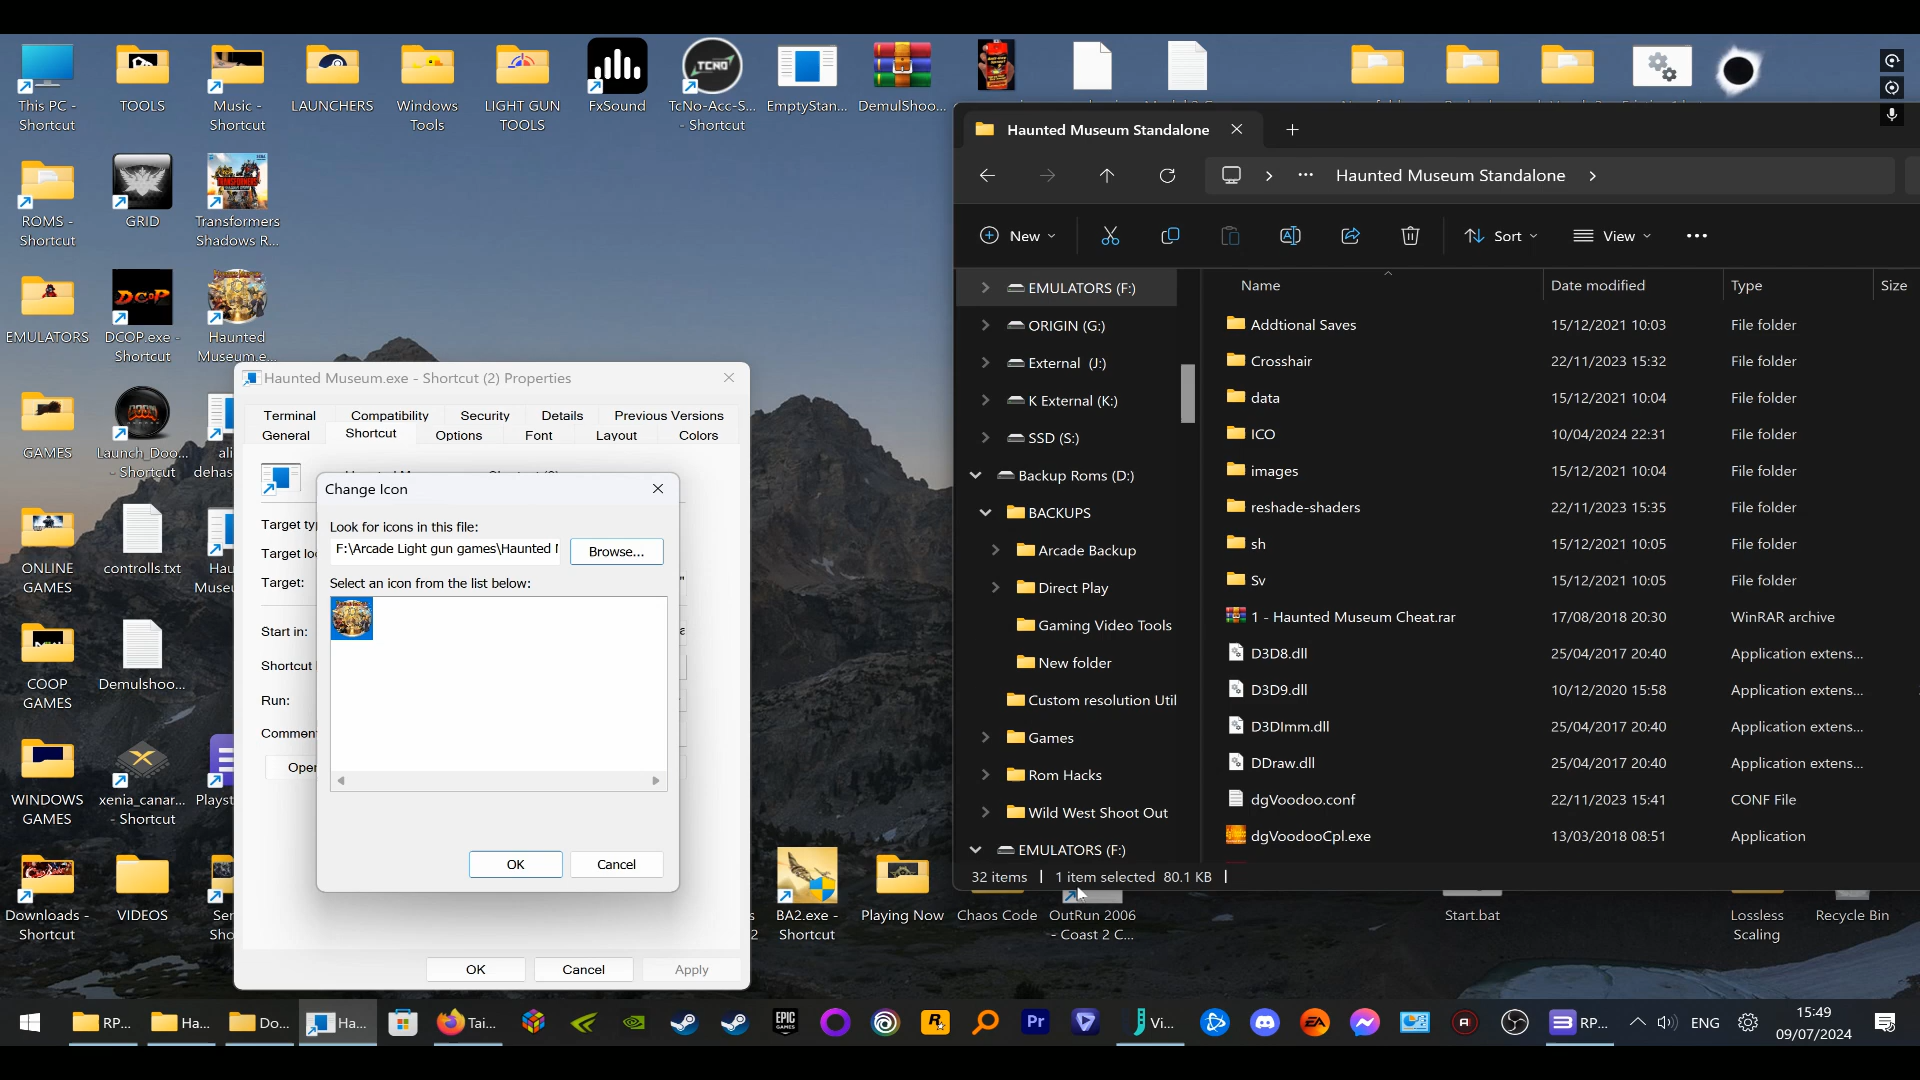 This PC -
Shortcut
TOOLS
Music -
Shortcut
LAUNCHERS
Windows
Tools
LIGHT GUN
TOOLS
FxSound
TcNo-Acc-S...
- Shortcut
EmptyStan...
DemulShoo...
ROMS -
Shortcut
GRID
Transformers
Shadows R...
EMULATORS
DCOP.exe -
Shortcut
Haunted
Museum.e...
GAMES
Launch_Doo...
- Shortcut
ali
dehas
ONLINE
GAMES
controlls.txt
Hau
Muse
COOP
GAMES
Demulshoo...
WINDOWS
GAMES
xenia_canar...
- Shortcut
Playst
Downloads -
Shortcut
VIDEOS
Ser
Sho
BA2.exe -
Shortcut
Playing Now
Chaos Code
OutRun 2006
- Coast 2 C...
Start.bat
Lossless
Scaling
Recycle Bin
Haunted Museum.exe - Shortcut (2) Properties
Terminal Compatibility Security Details Previous Versions
General Shortcut Options Font Layout Colors
Target ty
Target lo
Target:
Start in:
Shortcut
Run:
Commen
Oper
OK Cancel Apply
Change Icon
Look for icons in this file:
F:\Arcade Light gun games\Haunted
Browse...
Select an icon from the list below:
OK Cancel
Haunted Museum Standalone
Haunted Museum Standalone
New Sort View
EMULATORS (F:)
ORIGIN (G:)
External (J:)
K External (K:)
SSD (S:)
Backup Roms (D:)
BACKUPS
Arcade Backup
Direct Play
Gaming Video Tools
New folder
Custom resolution Util
Games
Rom Hacks
Wild West Shoot Out
EMULATORS (F:)
Name Date modified Type Size
Addtional Saves 15/12/2021 10:03 File folder
Crosshair 22/11/2023 15:32 File folder
data 15/12/2021 10:04 File folder
ICO 10/04/2024 22:31 File folder
images 15/12/2021 10:04 File folder
reshade-shaders 22/11/2023 15:35 File folder
sh 15/12/2021 10:05 File folder
Sv 15/12/2021 10:05 File folder
1 - Haunted Museum Cheat.rar 17/08/2018 20:30 WinRAR archive
D3D8.dll 25/04/2017 20:40 Application extens...
D3D9.dll 10/12/2020 15:58 Application extens...
D3DImm.dll 25/04/2017 20:40 Application extens...
DDraw.dll 25/04/2017 20:40 Application extens...
dgVoodoo.conf 22/11/2023 15:41 CONF File
dgVoodooCpl.exe 13/03/2018 08:51 Application
32 items 1 item selected 80.1 KB
RP... Ha... Do... Ha... Tai... Vi... RP... ENG
15:49
09/07/2024